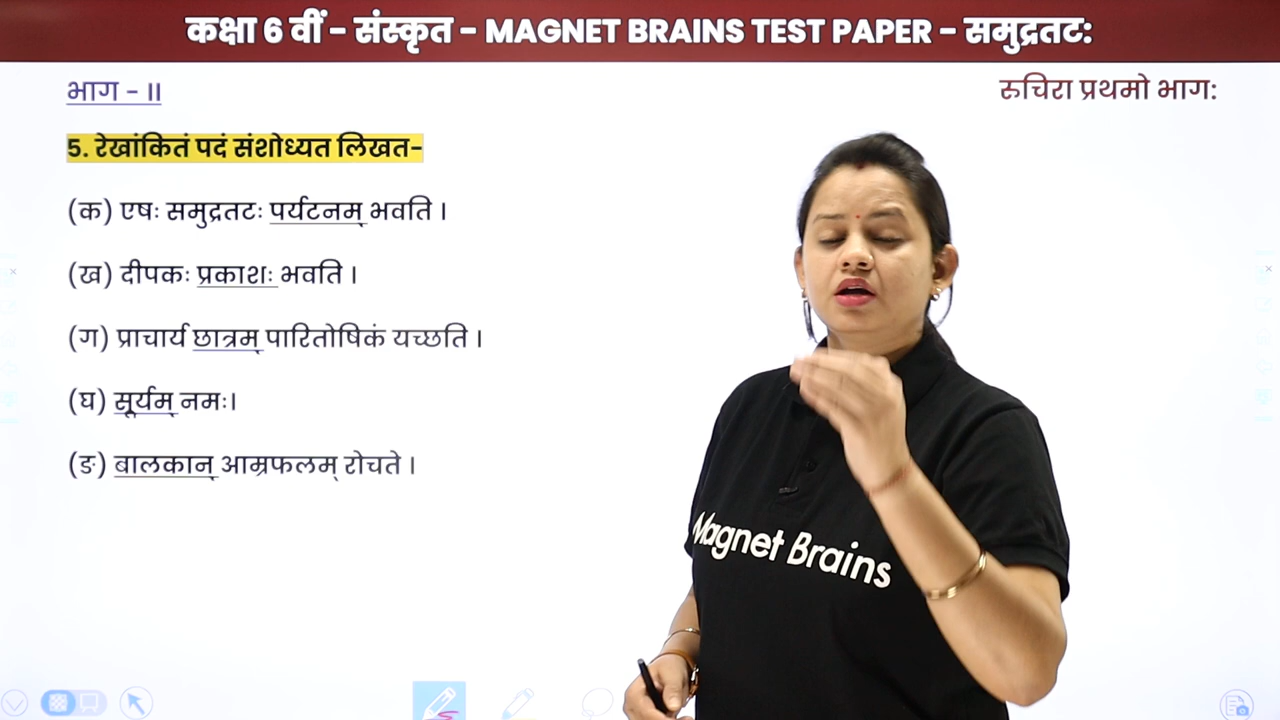 कक्षा 6 वीं - संस्कृत - MAGNET BRAINS TEST PAPER - समुद्रतट:
भाग - II
रुचिरा प्रथमो भाग:
5. रेखांकितं पदं संशोध्यत लिखत-
(क) एषः समुद्रतटः पर्यटनम् भवति ।
(ख) दीपकः प्रकाशः भवति ।
(ग) प्राचार्य छात्रम् पारितोषिकं यच्छति ।
(घ) सूर्यम् नमः।
(ङ) बालकान् आम्रफलम् रोचते ।
Magnet Brains